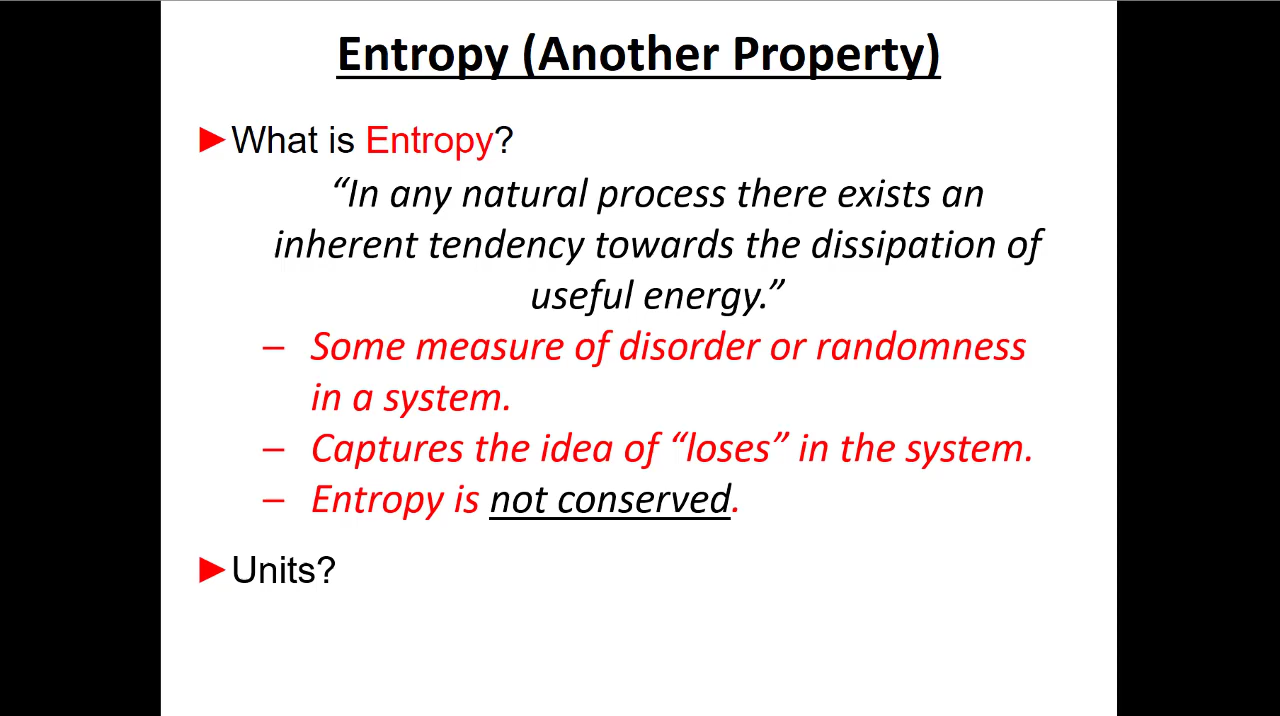 Entropy (Another Property)
►What is Entropy?
“In any natural process there exists an
inherent tendency towards the dissipation of
useful energy.”
– Some measure of disorder or randomness
in a system.
– Captures the idea of “loses” in the system.
– Entropy is not conserved.
►Units?